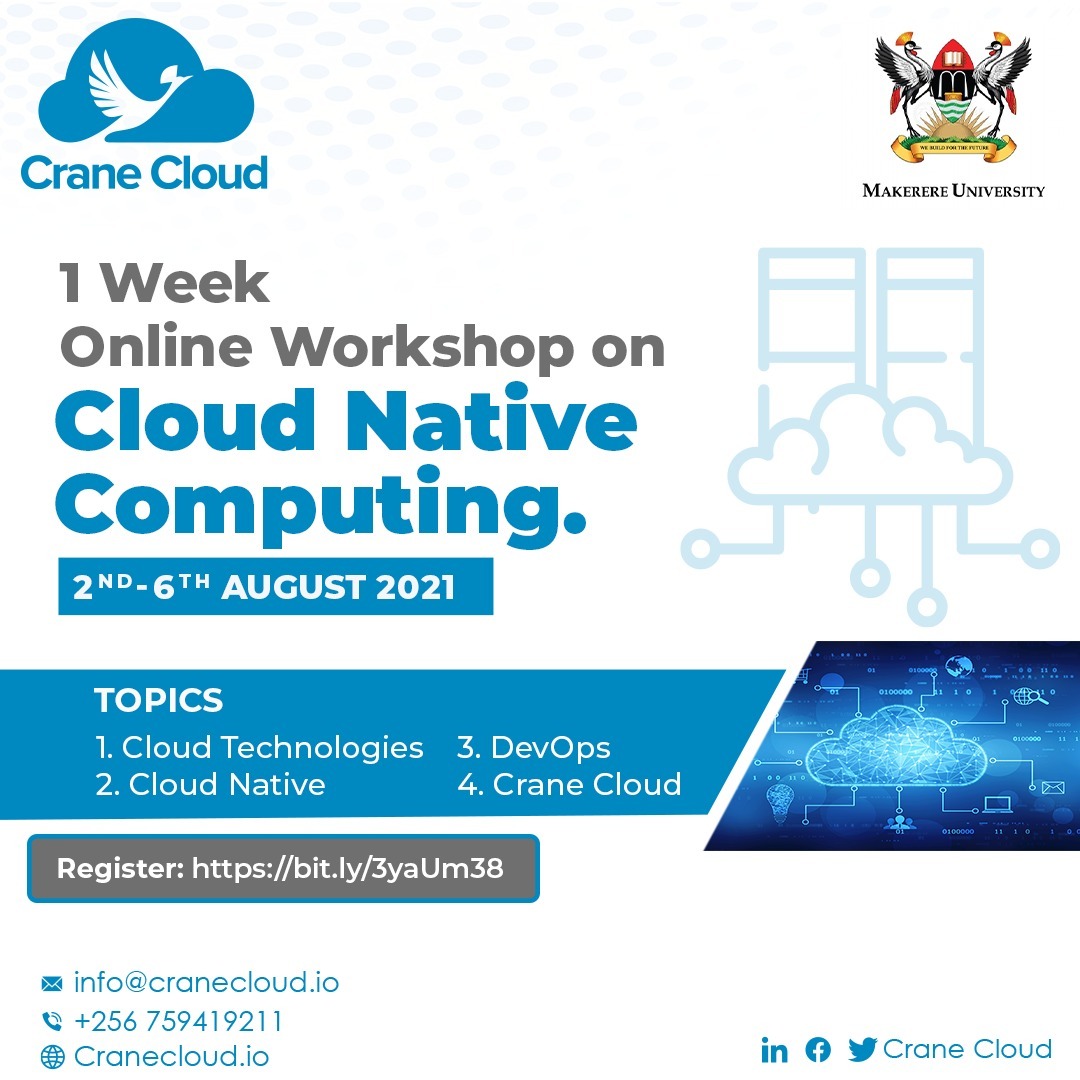 Crane Cloud
WE BUILD FOR THE FUTURE
MAKERERE UNIVERSITY
1 Week
Online Workshop on
Cloud Native
Computing.
2ND-6TH AUGUST 2021
TOPICS
1. Cloud Technologies
2. Cloud Native
3. DevOps
4. Crane Cloud
Register: https://bit.ly/3yaUm38
info@cranecloud.io
+256 759419211
Cranecloud.io
Crane Cloud